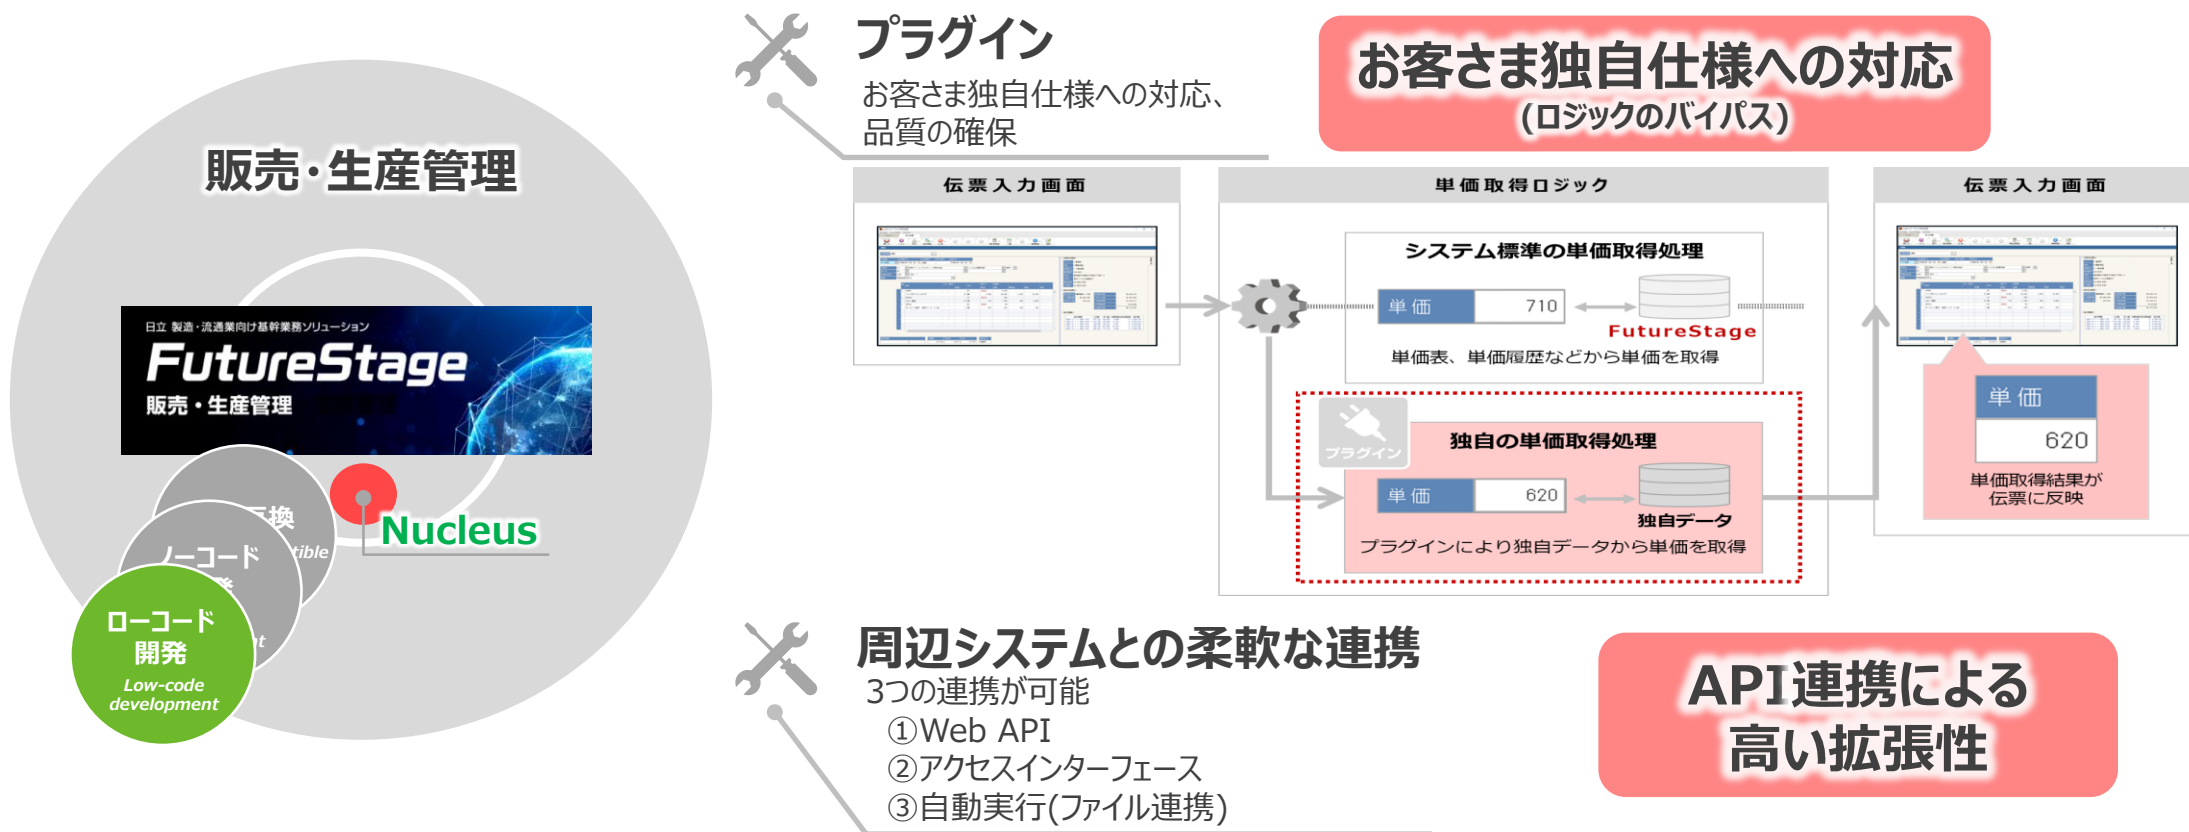 販売・生産管理
日立 製造・流通業向け基幹業務ソリューション
FutureStage
販売・生産管理
互換
tible
ノーコード
Nucleus
ローコード
開発
Low-code
development
プラグイン
お客さま独自仕様への対応、
品質の確保
お客さま独自仕様への対応
(ロジックのバイパス)
伝票入力画面
単価取得ロジック
システム標準の単価取得処理
単価 710
FutureStage
単価表、単価履歴などから単価を取得
プラグイン
独自の単価取得処理
単価 620
独自データ
プラグインにより独自データから単価を取得
伝票入力画面
単価
620
単価取得結果が
伝票に反映
周辺システムとの柔軟な連携
3つの連携が可能
①Web API
②アクセスインターフェース
③自動実行(ファイル連携)
API連携による
高い拡張性